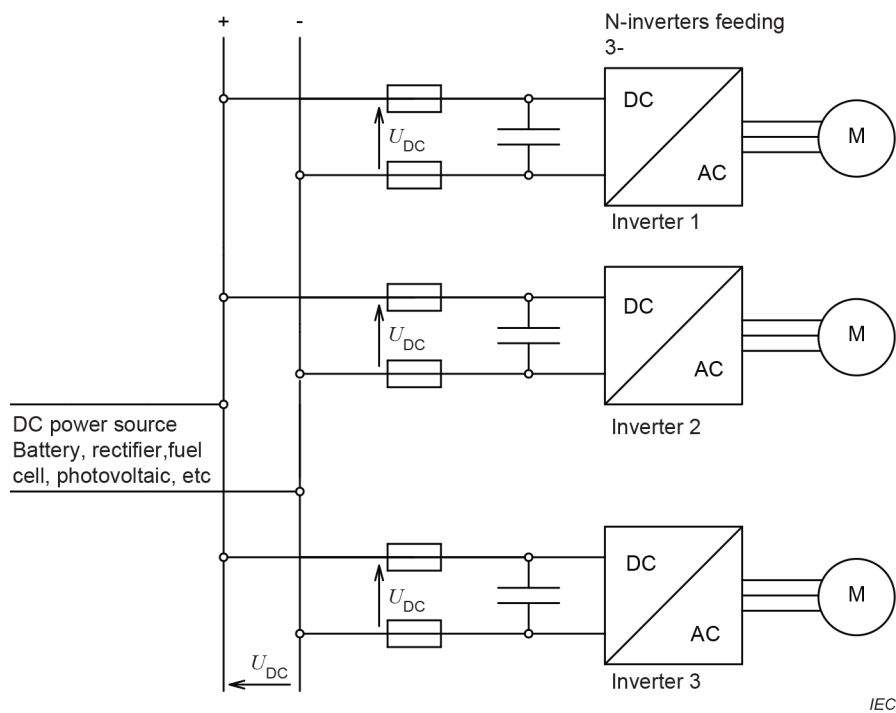 + -
N-inverters feeding
3-
DC
U DC
M
AC
Inverter 1
DC
U DC
M
AC
Inverter 2
DC power source
Battery, rectifier,fuel
cell, photovoltaic, etc
DC
U DC
M
AC
U DC
Inverter 3
IEC